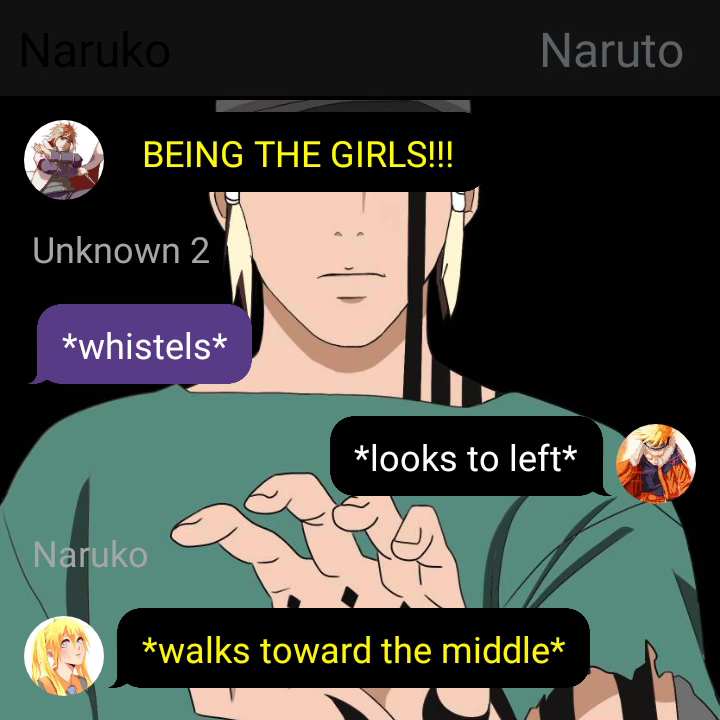 Naruko Naruto
BEING THE GIRLS!!!
Unknown 2
*whistels*
*looks to left*
Naruko
*walks toward the middle*